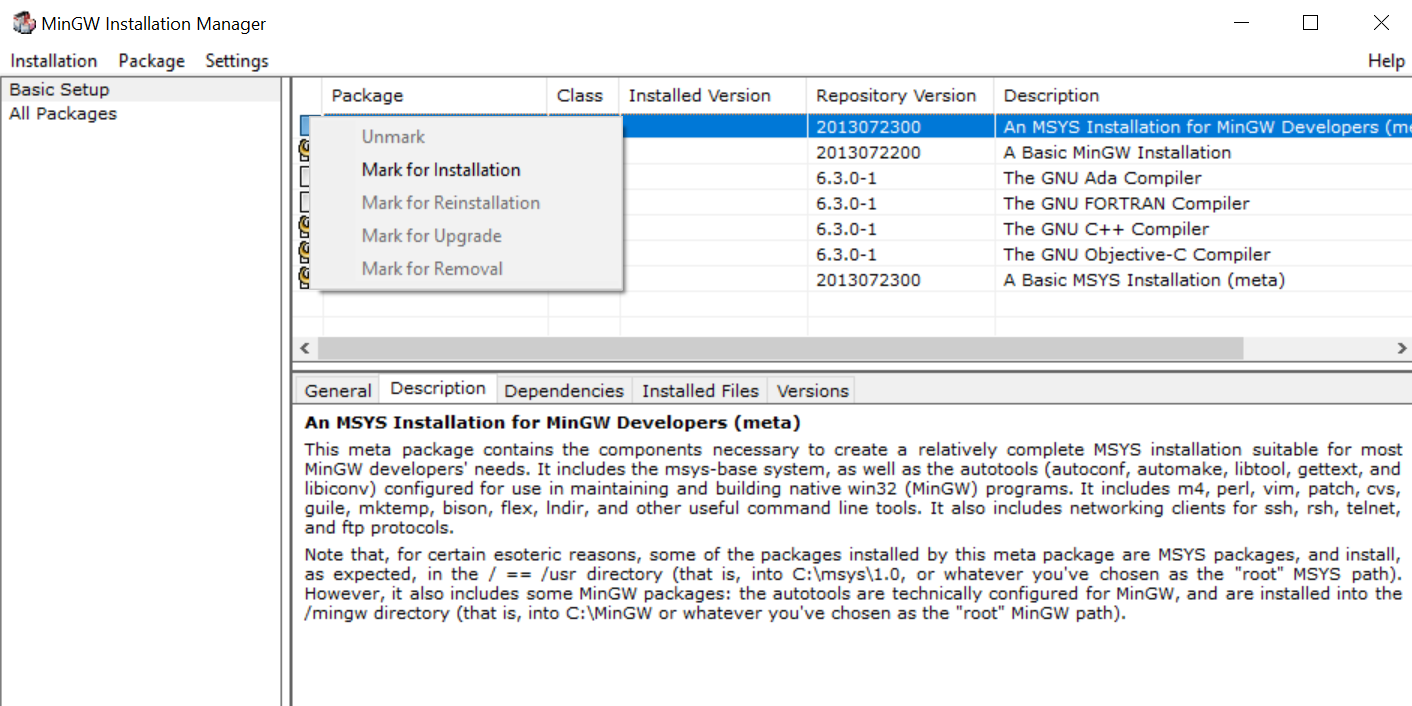 MinGW Installation Manager
Installation Package Settings Help
Basic Setup
All Packages
Package Class Installed Version Repository Version Description
2013072300 An MSYS Installation for MinGW Developers (me
2013072200 A Basic MinGW Installation
6.3.0-1 The GNU Ada Compiler
6.3.0-1 The GNU FORTRAN Compiler
6.3.0-1 The GNU C++ Compiler
6.3.0-1 The GNU Objective-C Compiler
2013072300 A Basic MSYS Installation (meta)
Unmark
Mark for Installation
Mark for Reinstallation
Mark for Upgrade
Mark for Removal
General Description Dependencies Installed Files Versions
An MSYS Installation for MinGW Developers (meta)
This meta package contains the components necessary to create a relatively complete MSYS installation suitable for most
MinGW developers' needs. It includes the msys-base system, as well as the autotools (autoconf, automake, libtool, gettext, and
libiconv) configured for use in maintaining and building native win32 (MinGW) programs. It includes m4, perl, vim, patch, cvs,
guile, mktemp, bison, flex, lndir, and other useful command line tools. It also includes networking clients for ssh, rsh, telnet,
and ftp protocols.
Note that, for certain esoteric reasons, some of the packages installed by this meta package are MSYS packages, and install,
as expected, in the / == /usr directory (that is, into C:\msys\1.0, or whatever you've chosen as the "root" MSYS path).
However, it also includes some MinGW packages: the autotools are technically configured for MinGW, and are installed into the
/mingw directory (that is, into C:\MinGW or whatever you've chosen as the "root" MinGW path).